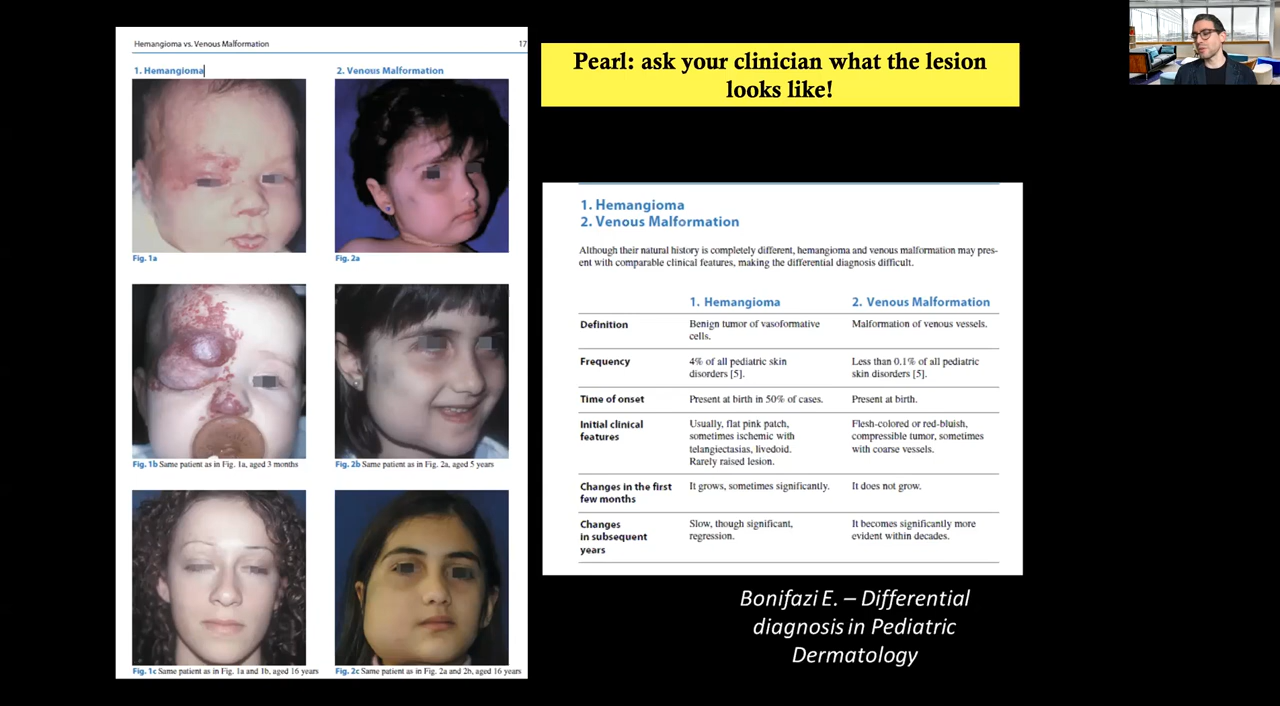 Hemangioma vs. Venous Malformation 17
1. Hemangioma
2. Venous Malformation
Fig. 1a
Fig. 2a
Fig. 1b Same patient as in Fig. 1a, aged 3 months
Fig. 2b Same patient as in Fig. 2a, aged 5 years
Fig. 1c Same patient as in Fig. 1a and 1b, aged 16 years
Fig. 2c Same patient as in Fig. 2a and 2b, aged 16 years
Pearl: ask your clinician what the lesion
looks like!
1. Hemangioma
2. Venous Malformation
Although their natural history is completely different, hemangioma and venous malformation may pres-
ent with comparable clinical features, making the differential diagnosis difficult.
1. Hemangioma 2. Venous Malformation
Definition Benign tumor of vasoformative Malformation of venous vessels.
cells.
Frequency 4% of all pediatric skin Less than 0.1% of all pediatric
disorders [5]. skin disorders [5].
Time of onset Present at birth in 50% of cases. Present at birth.
Initial clinical Usually, flat pink patch, Flesh-colored or red-bluish,
features sometimes ischemic with compressible tumor, sometimes
telangiectasias, livedoid. with coarse vessels.
Rarely raised lesion.
Changes in the first It grows, sometimes significantly. It does not grow.
few months
Changes Slow, though significant, It becomes significantly more
in subsequent regression. evident within decades.
years
Bonifazi E. – Differential
diagnosis in Pediatric
Dermatology